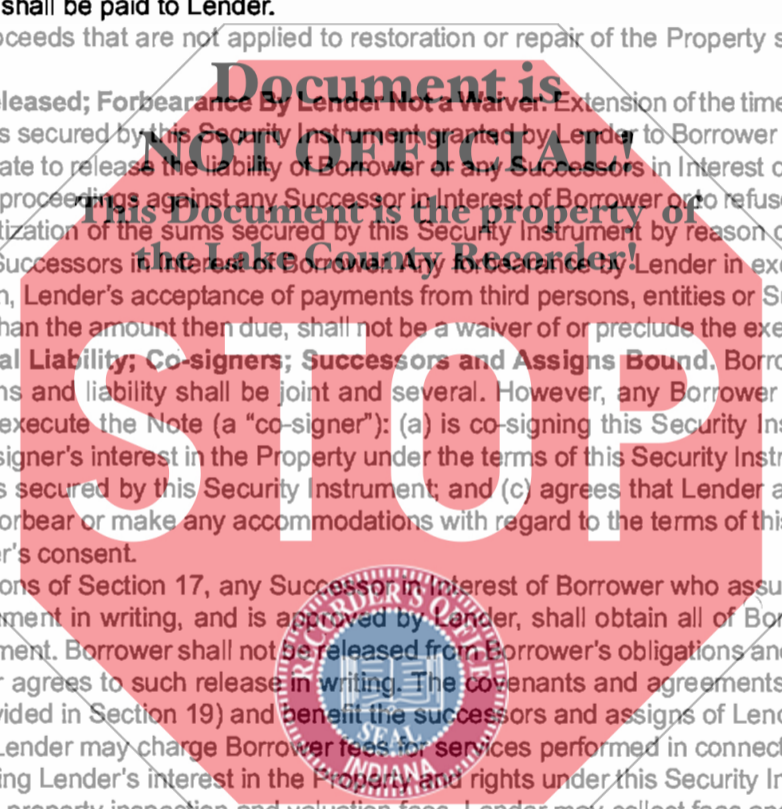 shall be paid to Lender.
oceeds that are not applied to restoration or repair of the Property s
Document is
leased; Forbearance By Lender Not a Waiver. Extension of the time
NOT OFFICIAL!
s secured by this Security Instrument granted by Lender to Borrower
ate to release the liability of Borrower or any Successors in Interest o
This Document is the property of
proceedings against any Successor in Interest of Borrower or to refuse
tization of the sums secured by this Security Instrument by reason o
the Lake County Recorder!
Successors in Interest of Borrower. Any forbearance by Lender in exe
n, Lender's acceptance of payments from third persons, entities or Su
han the amount then due, shall not be a waiver of or preclude the exe
STOP
al Liability; Co-signers; Successors and Assigns Bound. Borro
ns and liability shall be joint and several. However, any Borrower
execute the Note (a “co-signer”): (a) is co-signing this Security Ins
signer's interest in the Property under the terms of this Security Instr
s secured by this Security Instrument; and (c) agrees that Lender a
orbear or make any accommodations with regard to the terms of this
r's consent.
ons of Section 17, any Successor in Interest of Borrower who assu
ment in writing, and is approved by Lender, shall obtain all of Bor
RECORDER'S OFFICE
ment. Borrower shall not be released from Borrower's obligations and
r agrees to such release in writing. The covenants and agreements
vided in Section 19) and benefit the successors and assigns of Lend
SEAL
Lender may charge Borrower fees for services performed in connect
INDIANA
ing Lender's interest in the Property and rights under this Security In
property inspection and valuation fees. Lender may collect fees